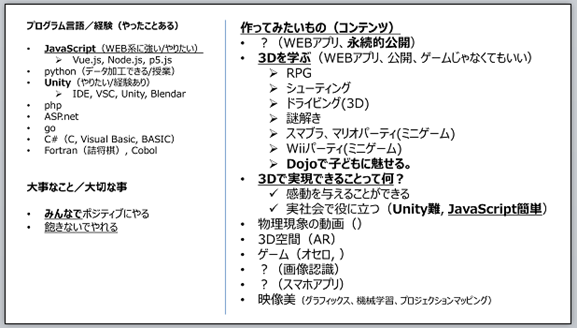 プログラム言語／経験（やったことある）
• JavaScript（WEB系に強い/やりたい）
➢ Vue.js, Node.js, p5.js
• python（データ加工できる/授業）
• Unity（やりたい/経験あり）
➢ IDE, VSC, Unity, Blendar
• php
• ASP.net
• go
• C#（C, Visual Basic, BASIC）
• Fortran（詰将棋）, Cobol
大事なこと／大切な事
• みんなでポジティブにやる
• 飽きないでやれる
作ってみたいもの（コンテンツ）
• ？（WEBアプリ、永続的公開）
• 3Dを学ぶ（WEBアプリ、公開、ゲームじゃなくてもいい）
➢ RPG
➢ シューティング
➢ ドライビング(3D)
➢ 謎解き
➢ スマブラ、マリオパーティ(ミニゲーム)
➢ Wiiパーティ(ミニゲーム)
➢ Dojoで子どもに魅せる。
• 3Dで実現できることって何？
✓ 感動を与えることができる
✓ 実社会で役に立つ（Unity難, JavaScript簡単）
• 物理現象の動画（）
• 3D空間（AR）
• ゲーム（オセロ, ）
• ？（画像認識）
• ？（スマホアプリ）
• 映像美（グラフィックス、機械学習、プロジェクションマッピング）